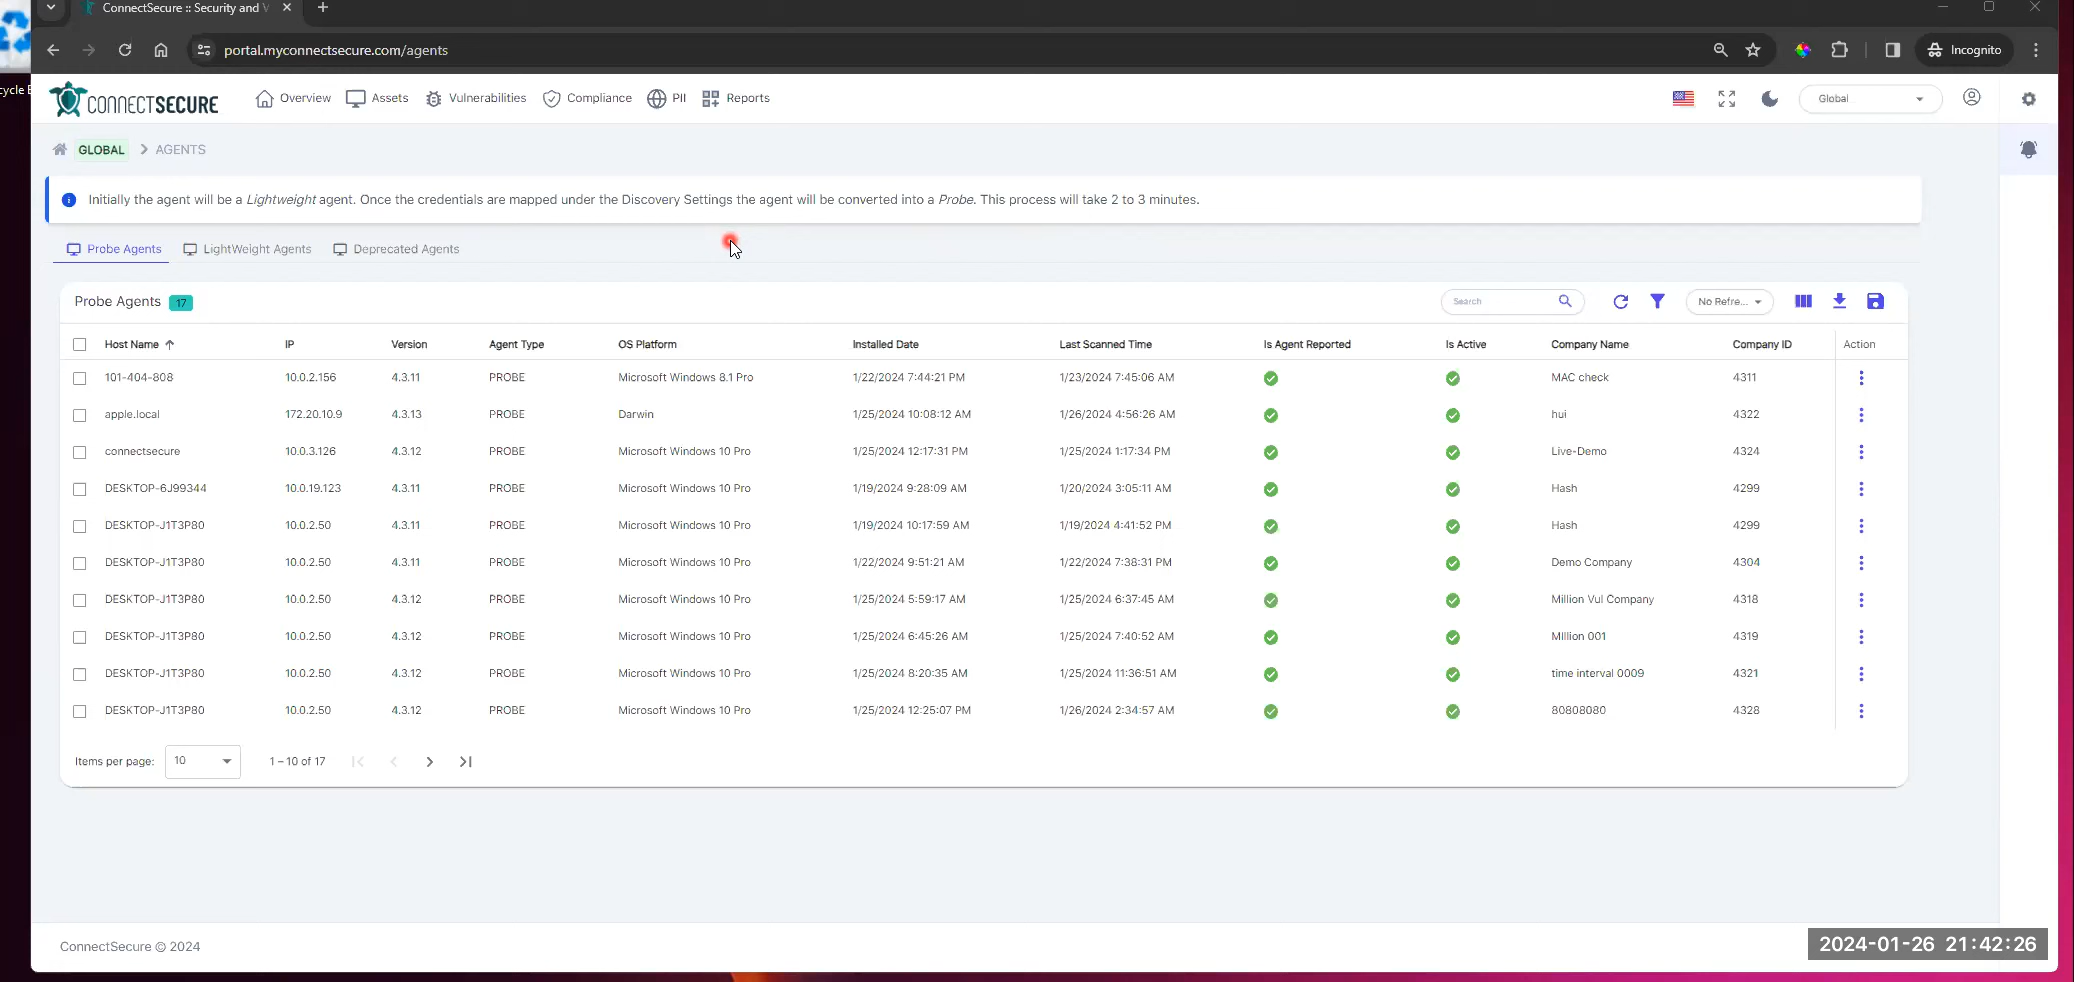 ConnectSecure :: Security and V
portal.myconnectsecure.com/agents
Incognito
cycle B
CONNECTSECURE
Overview
Assets
Vulnerabilities
Compliance
PII
Reports
Global
GLOBAL > AGENTS
Initially the agent will be a Lightweight agent. Once the credentials are mapped under the Discovery Settings the agent will be converted into a Probe. This process will take 2 to 3 minutes.
Probe Agents
LightWeight Agents
Deprecated Agents
Probe Agents 17
Search
No Refre...
Host Name IP Version Agent Type OS Platform Installed Date Last Scanned Time Is Agent Reported Is Active Company Name Company ID Action
101-404-808 10.0.2.156 4.3.11 PROBE Microsoft Windows 8.1 Pro 1/22/2024 7:44:21 PM 1/23/2024 7:45:06 AM MAC check 4311
apple.local 172.20.10.9 4.3.13 PROBE Darwin 1/25/2024 10:08:12 AM 1/26/2024 4:56:26 AM hui 4322
connectsecure 10.0.3.126 4.3.12 PROBE Microsoft Windows 10 Pro 1/25/2024 12:17:31 PM 1/25/2024 1:17:34 PM Live-Demo 4324
DESKTOP-6J99344 10.0.19.123 4.3.11 PROBE Microsoft Windows 10 Pro 1/19/2024 9:28:09 AM 1/20/2024 3:05:11 AM Hash 4299
DESKTOP-J1T3P80 10.0.2.50 4.3.11 PROBE Microsoft Windows 10 Pro 1/19/2024 10:17:59 AM 1/19/2024 4:41:52 PM Hash 4299
DESKTOP-J1T3P80 10.0.2.50 4.3.11 PROBE Microsoft Windows 10 Pro 1/22/2024 9:51:21 AM 1/22/2024 7:38:31 PM Demo Company 4304
DESKTOP-J1T3P80 10.0.2.50 4.3.12 PROBE Microsoft Windows 10 Pro 1/25/2024 5:59:17 AM 1/25/2024 6:37:45 AM Million Vul Company 4318
DESKTOP-J1T3P80 10.0.2.50 4.3.12 PROBE Microsoft Windows 10 Pro 1/25/2024 6:45:26 AM 1/25/2024 7:40:52 AM Million 001 4319
DESKTOP-J1T3P80 10.0.2.50 4.3.12 PROBE Microsoft Windows 10 Pro 1/25/2024 8:20:35 AM 1/25/2024 11:36:51 AM time interval 0009 4321
DESKTOP-J1T3P80 10.0.2.50 4.3.12 PROBE Microsoft Windows 10 Pro 1/25/2024 12:25:07 PM 1/26/2024 2:34:57 AM 80808080 4328
Items per page: 10 1 – 10 of 17
ConnectSecure © 2024
2024-01-26 21:42:26